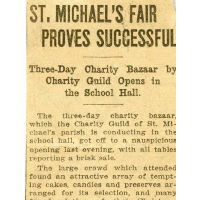 ST. MICHAEL'S FAIR
PROVES SUCCESSFUL
Three-Day Charity Bazaar by
Charity Guild Opens in
the School Hall.
The three-day charity bazaar,
which the Charity Guild of St. Mi-
chael's parish is conducting in the
school hall, got off to a nauspicious
opening last evening, with all tables
reporting a brisk sale.
The large crowd which attended
found an attractive array of tempt-
ing cakes, candies and preserves ar-
ranged for its selection, and many